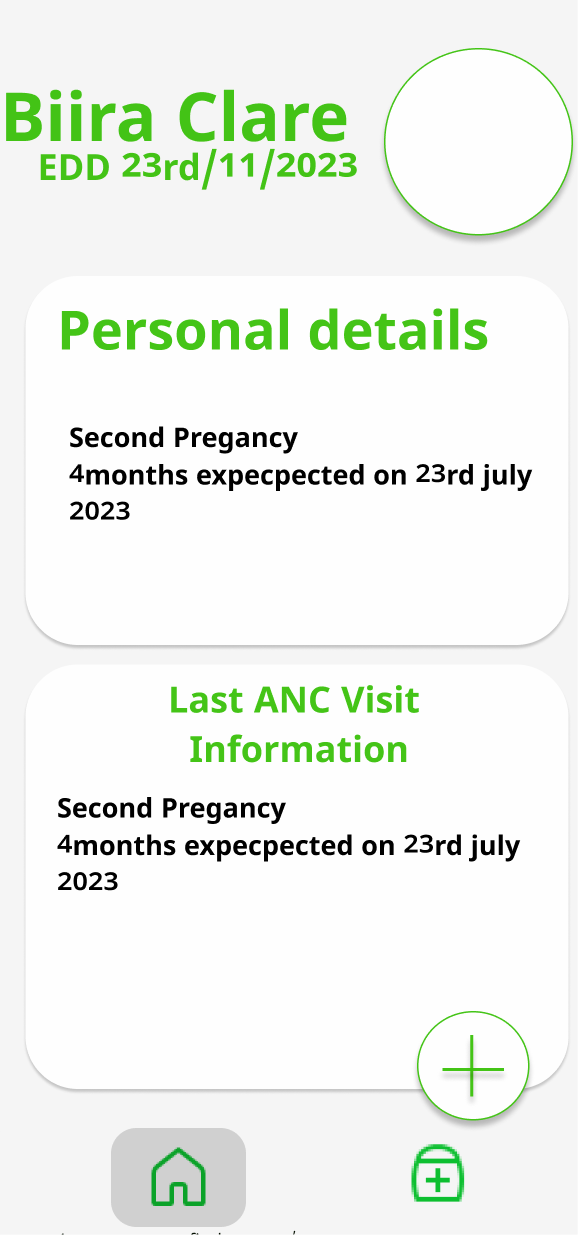 Biira Clare
EDD 23rd/11/2023
Personal details
Second Pregancy
4months expecpected on 23rd july
2023
Last ANC Visit
Information
Second Pregancy
4months expecpected on 23rd july
2023